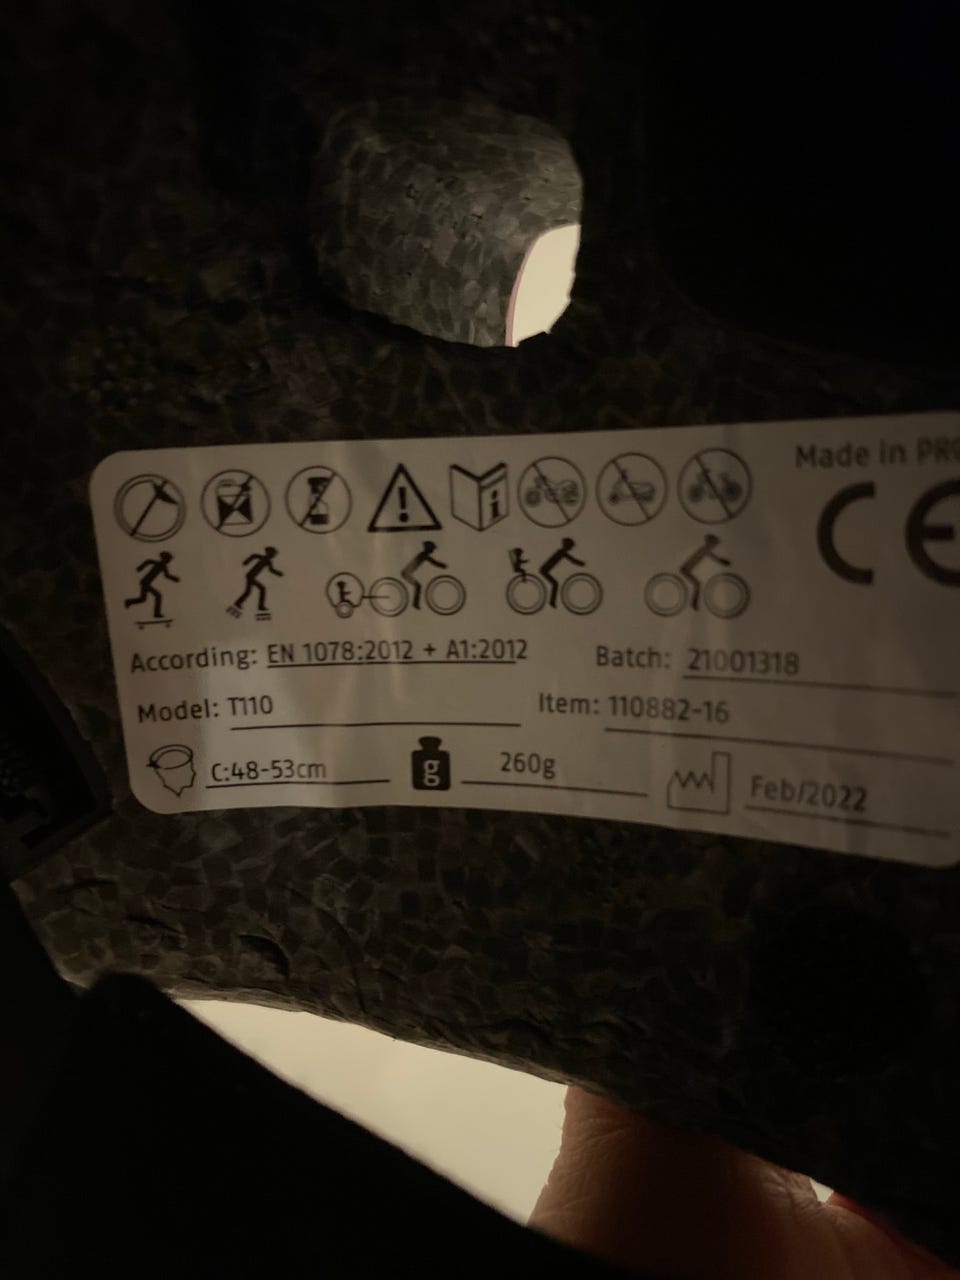 Made in PR
CE
i
According: EN 1078:2012 + A1:2012
Batch: 21001318
Model: T110
Item: 110882-16
C:48-53cm
g
260g
Feb/2022